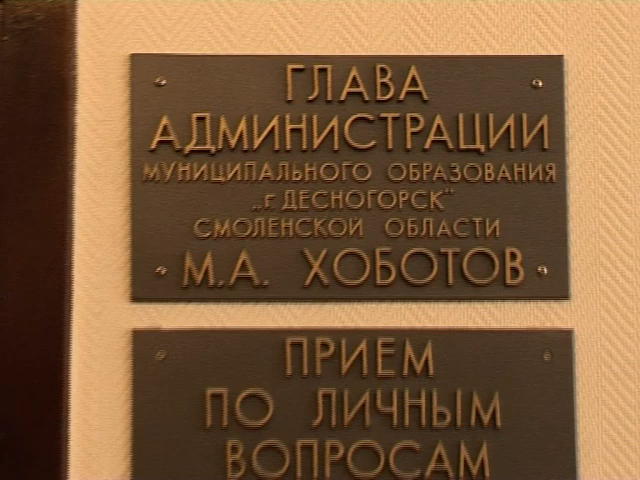 ГЛАВА
АДМИНИСТРАЦИИ
МУНИЦИПАЛЬНОГО ОБРАЗОВАНИЯ
„г ДЕСНОГОРСК"
СМОЛЕНСКОЙ ОБЛАСТИ
М.А. ХОБОТОВ
ПРИЕМ
ПО ЛИЧНЫМ
ВОПРОСАМ